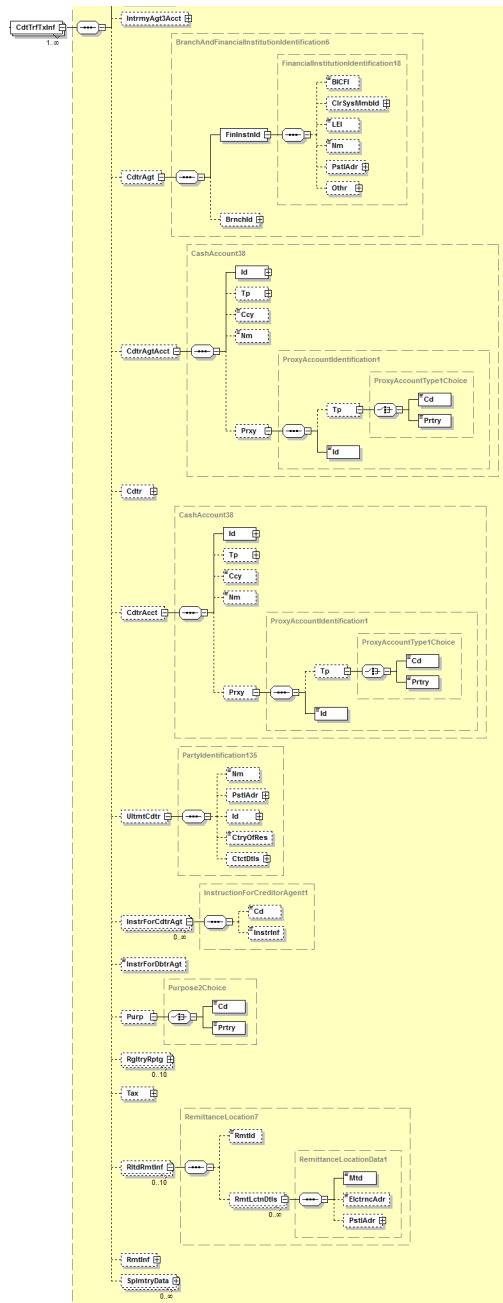 IntrmyAgt3Acct
CdtTrfTxInf
1..∞
BranchAndFinancialInstitutionIdentification6
FinancialInstitutionIdentification18
BICFI
ClrSysMmbId
LEI
FinInstnId
Nm
PstlAdr
CdtrAgt
Othr
BrnchId
CashAccount38
Id
Tp
Ccy
Nm
CdtrAgtAcct
ProxyAccountIdentification1
ProxyAccountType1Choice
Cd
Tp
Prtry
Prxy
Id
Cdtr
CashAccount38
Id
Tp
Ccy
Nm
CdtrAcct
ProxyAccountIdentification1
ProxyAccountType1Choice
Cd
Tp
Prtry
Prxy
Id
PartyIdentification135
Nm
PstlAdr
UltmtCdtr
Id
CtryOfRes
CtctDtls
InstructionForCreditorAgent1
Cd
InstrForCdtrAgt
0..∞
InstrInf
InstrForDbtrAgt
Purpose2Choice
Cd
Purp
Prtry
RgltryRptg
0..10
Tax
RemittanceLocation7
RmtId
RemittanceLocationData1
RltdRmtInf
0..10
Mtd
RmtLctnDtls
0..∞
ElctrncAdr
PstlAdr
RmtInf
SplmtryData
0..∞